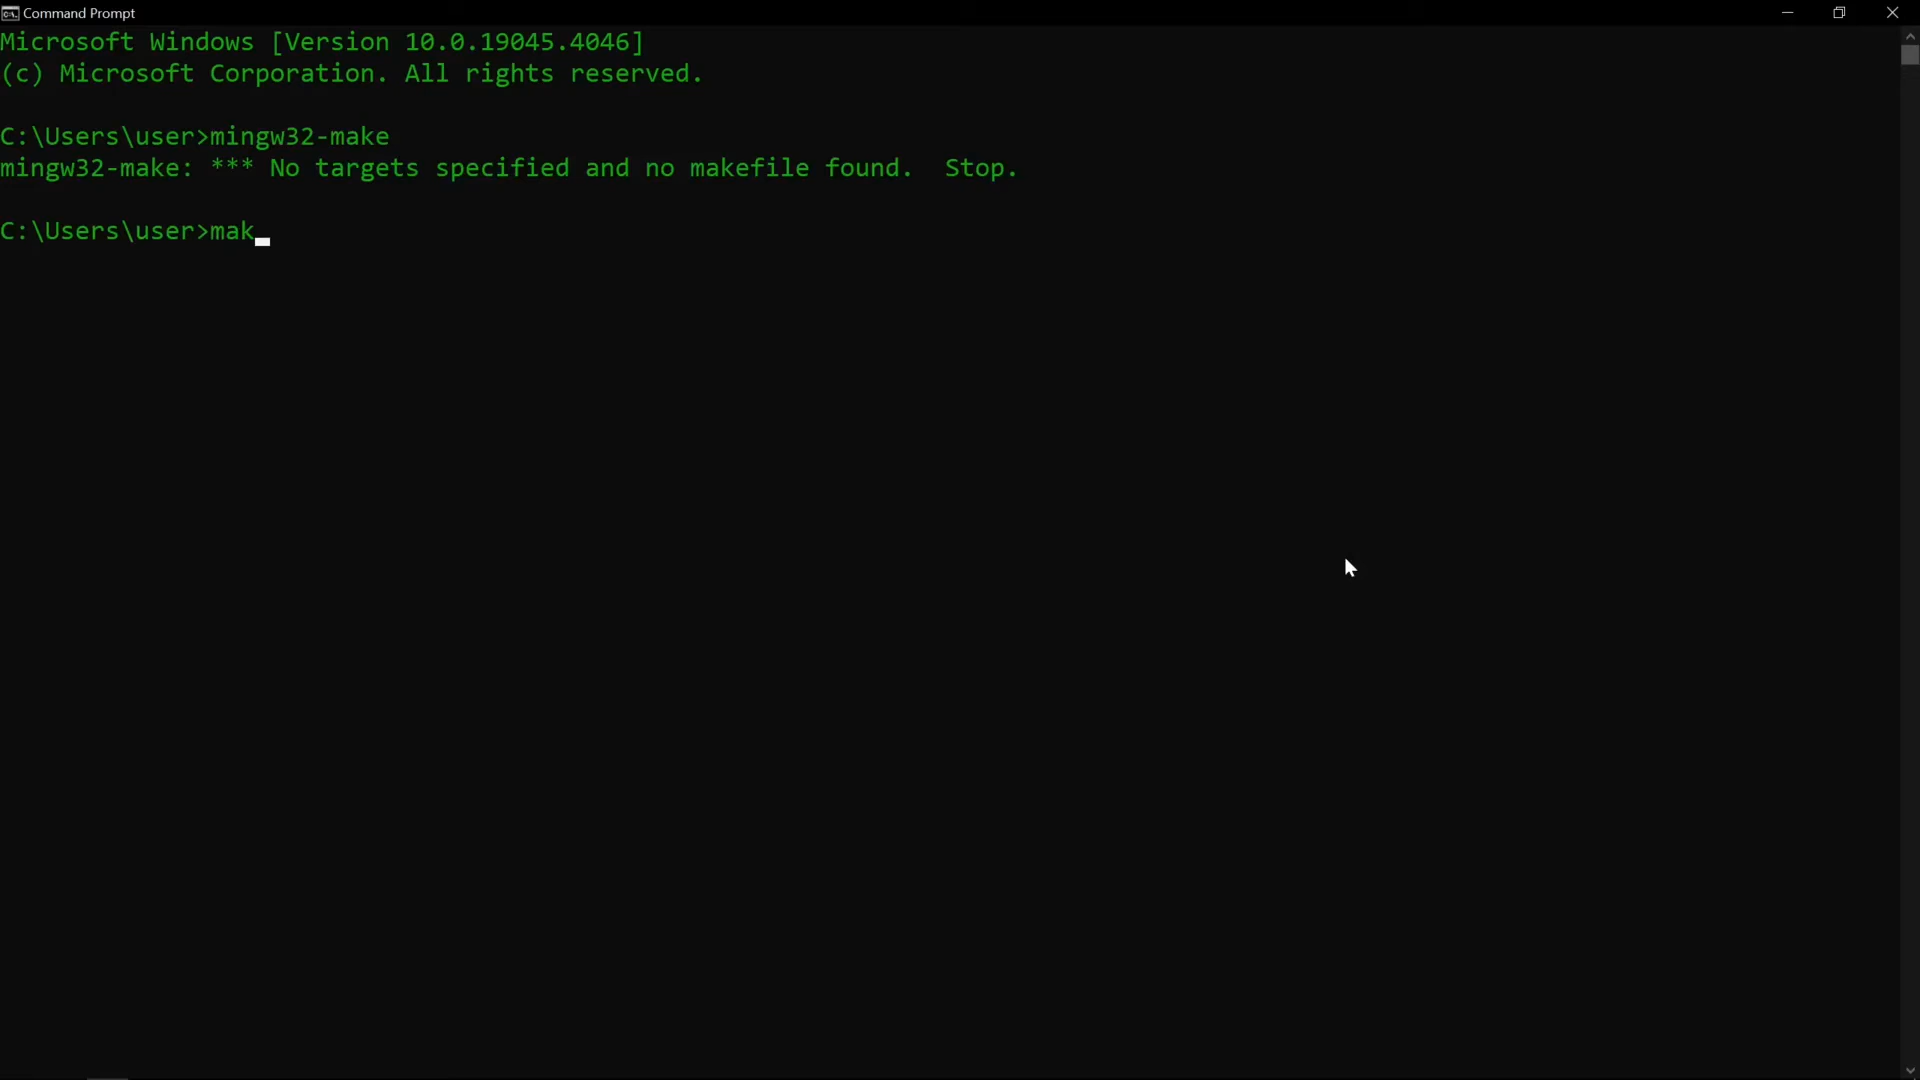 Command Prompt
Microsoft Windows [Version 10.0.19045.4046]
(c) Microsoft Corporation. All rights reserved.
C:\Users\user>mingw32-make
mingw32-make: *** No targets specified and no makefile found.  Stop.
C:\Users\user>mak